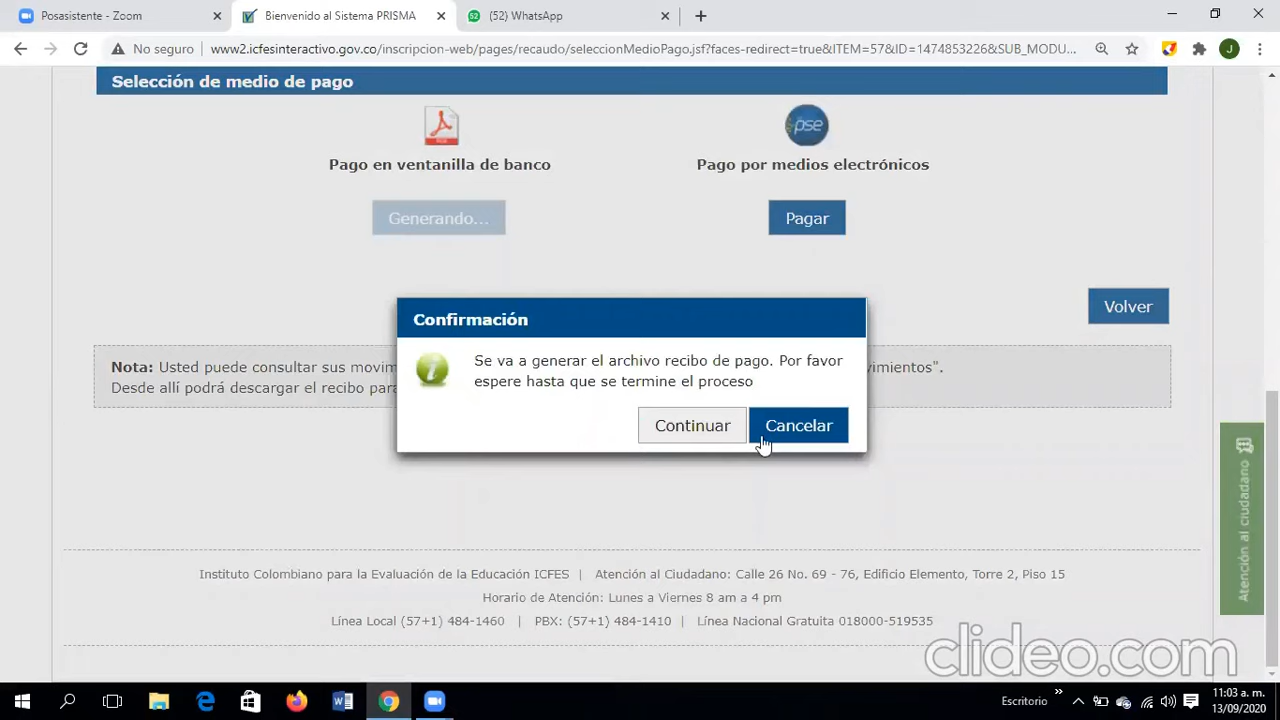 Posasistente - Zoom
Bienvenido al Sistema PRISMA
(52) WhatsApp
No seguro
www2.icfesinteractivo.gov.co/inscripcion-web/pages/recaudo/seleccionMedioPago.jsf?faces-redirect=true&ITEM=57&ID=1474853226&SUB_MODU...
J
Selección de medio de pago
PDF
pse
Pago en ventanilla de banco
Pago por medios electrónicos
Generando...
Pagar
Volver
Confirmación
Se va a generar el archivo recibo de pago. Por favor
espere hasta que se termine el proceso
Continuar
Cancelar
Nota: Usted puede consultar sus movim
vimientos".
Desde allí podrá descargar el recibo par
Atención al ciudadano
Instituto Colombiano para la Evaluación de la Educación ICFES | Atención al Ciudadano: Calle 26 No. 69 - 76, Edificio Elemento, Torre 2, Piso 15
Horario de Atención: Lunes a Viernes 8 am a 4 pm
Línea Local (57+1) 484-1460 | PBX: (57+1) 484-1410 | Línea Nacional Gratuita 018000-519535
clideo.com
Escritorio
11:03 a. m.
13/09/2020